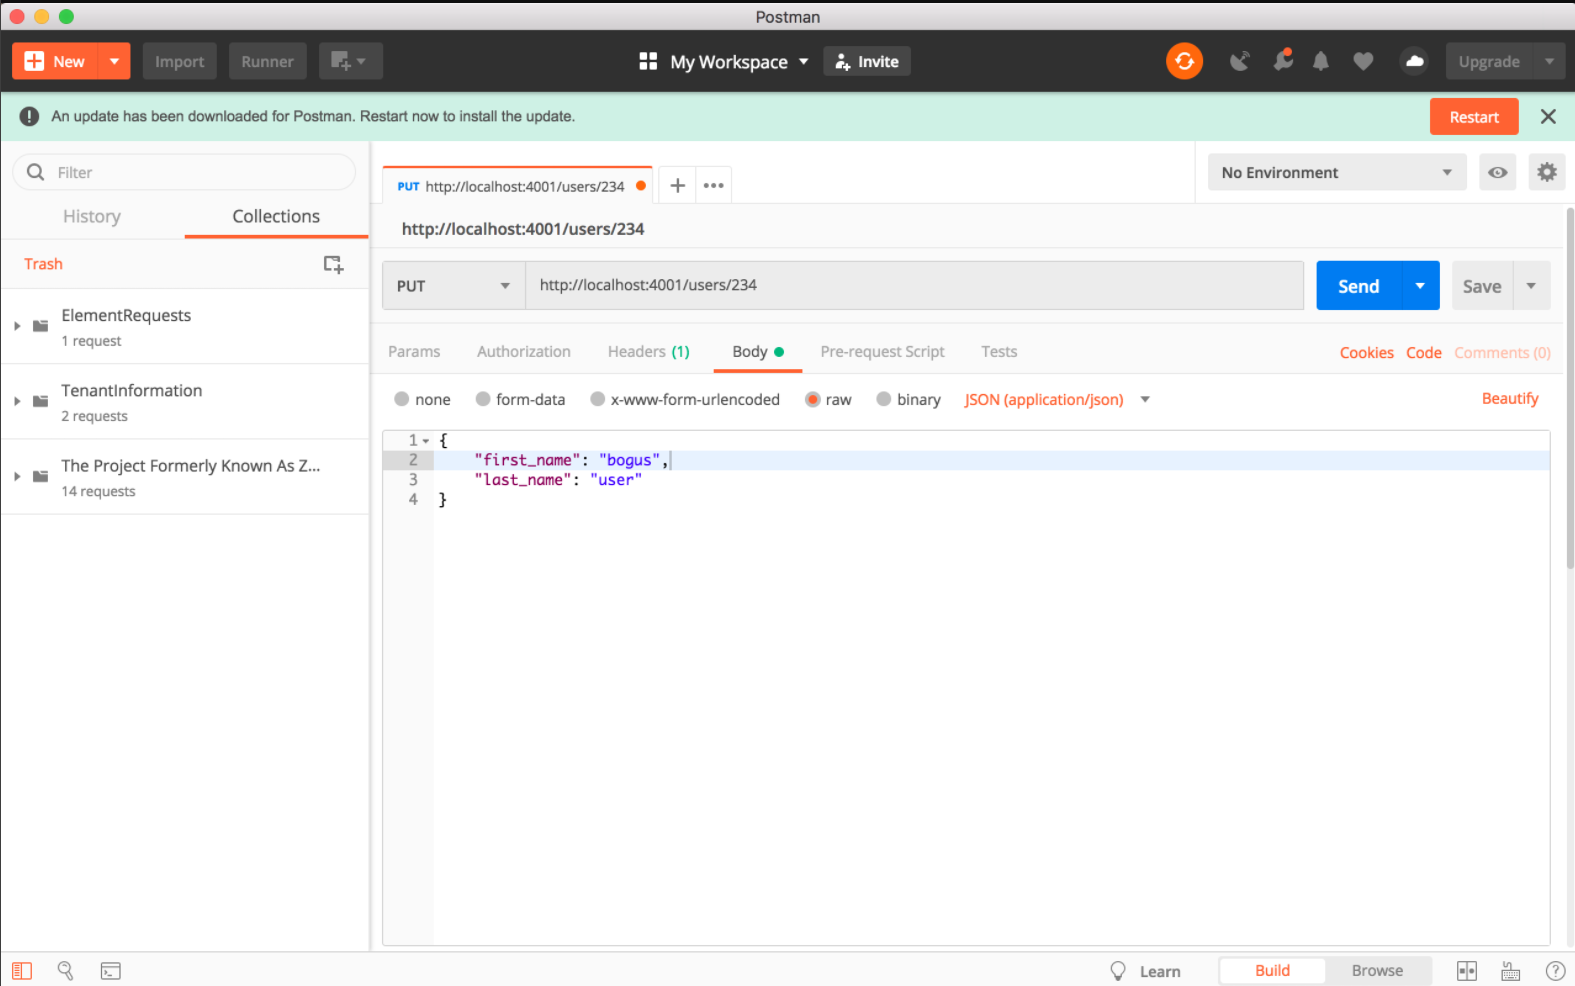 Postman
New
Import
Runner
My Workspace
Invite
Upgrade
An update has been downloaded for Postman. Restart now to install the update.
Restart
Filter
History
Collections
Trash
ElementRequests
1 request
TenantInformation
2 requests
The Project Formerly Known As Z...
14 requests
PUT http://localhost:4001/users/234
No Environment
http://localhost:4001/users/234
PUT
http://localhost:4001/users/234
Send
Save
Params
Authorization
Headers (1)
Body
Pre-request Script
Tests
Cookies
Code
Comments (0)
none
form-data
x-www-form-urlencoded
raw
binary
JSON (application/json)
Beautify
1 {
2 "first_name": "bogus",
3 "last_name": "user"
4 }
Learn
Build
Browse